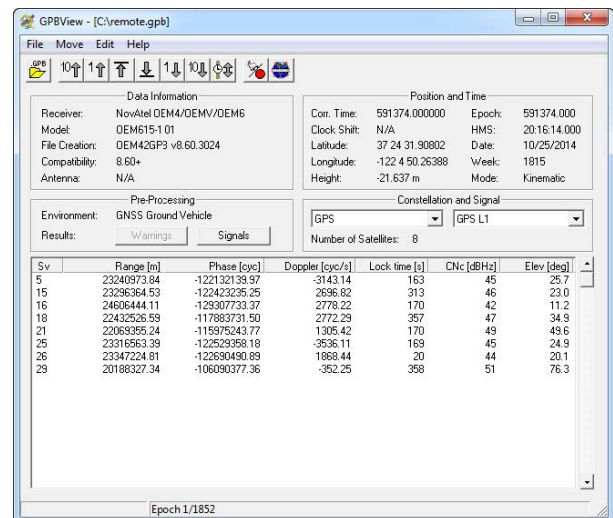 GPBView - [C:\remote.gpb]
File Move Edit Help
GPB 10 1 1 10
Data Information
Receiver: NovAtel OEM4/OEMV/OEM6
Model: OEM615-1 01
File Creation: OEM42GP3 v8.60.3024
Compatibility: 8.60+
Antenna: N/A
Position and Time
Corr. Time: 591374.000000 Epoch: 591374.000
Clock Shift: N/A HMS: 20:16:14.000
Latitude: 37 24 31.90802 Date: 10/25/2014
Longitude: -122 4 50.26388 Week: 1815
Height: -21.637 m Mode: Kinematic
Pre-Processing
Environment: GNSS Ground Vehicle
Results: Warnings Signals
Constellation and Signal
GPS GPS L1
Number of Satellites: 8
Sv Range [m] Phase [cyc] Doppler [cyc/s] Lock time [s] CNc [dBHz] Elev [deg]
5 23240973.84 -122132139.97 -3143.14 163 45 25.7
15 23296364.53 -122423235.25 2696.82 313 46 23.0
16 24606444.11 -129307733.37 2778.22 170 42 11.2
18 22432526.59 -117883731.50 2772.29 357 47 34.9
21 22069355.24 -115975243.77 1305.42 170 49 49.6
25 23316563.39 -122529358.18 -3536.11 169 45 24.9
26 23347224.81 -122690490.89 1868.44 20 44 20.1
29 20188327.34 -106090377.36 -352.25 358 51 76.3
Epoch 1/1852